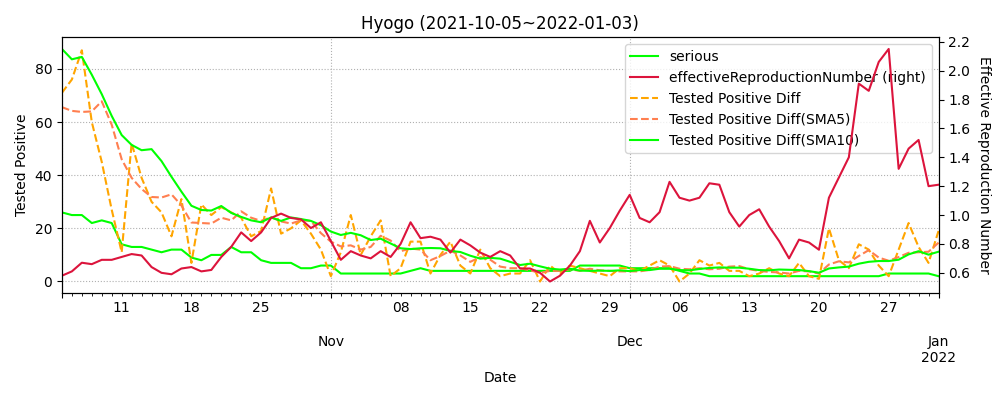 Hyogo (2021-10-05~2022-01-03)
Tested Positive
80
60
40
20
0
2.2
2.0
1.8
1.6
1.4
1.2
1.0
0.8
0.6
Effective Reproduction Number
serious
effectiveReproductionNumber (right)
Tested Positive Diff
Tested Positive Diff(SMA5)
Tested Positive Diff(SMA10)
11 18 25 08 15 22 29 06 13 20 27
Nov Dec Jan
2022
Date